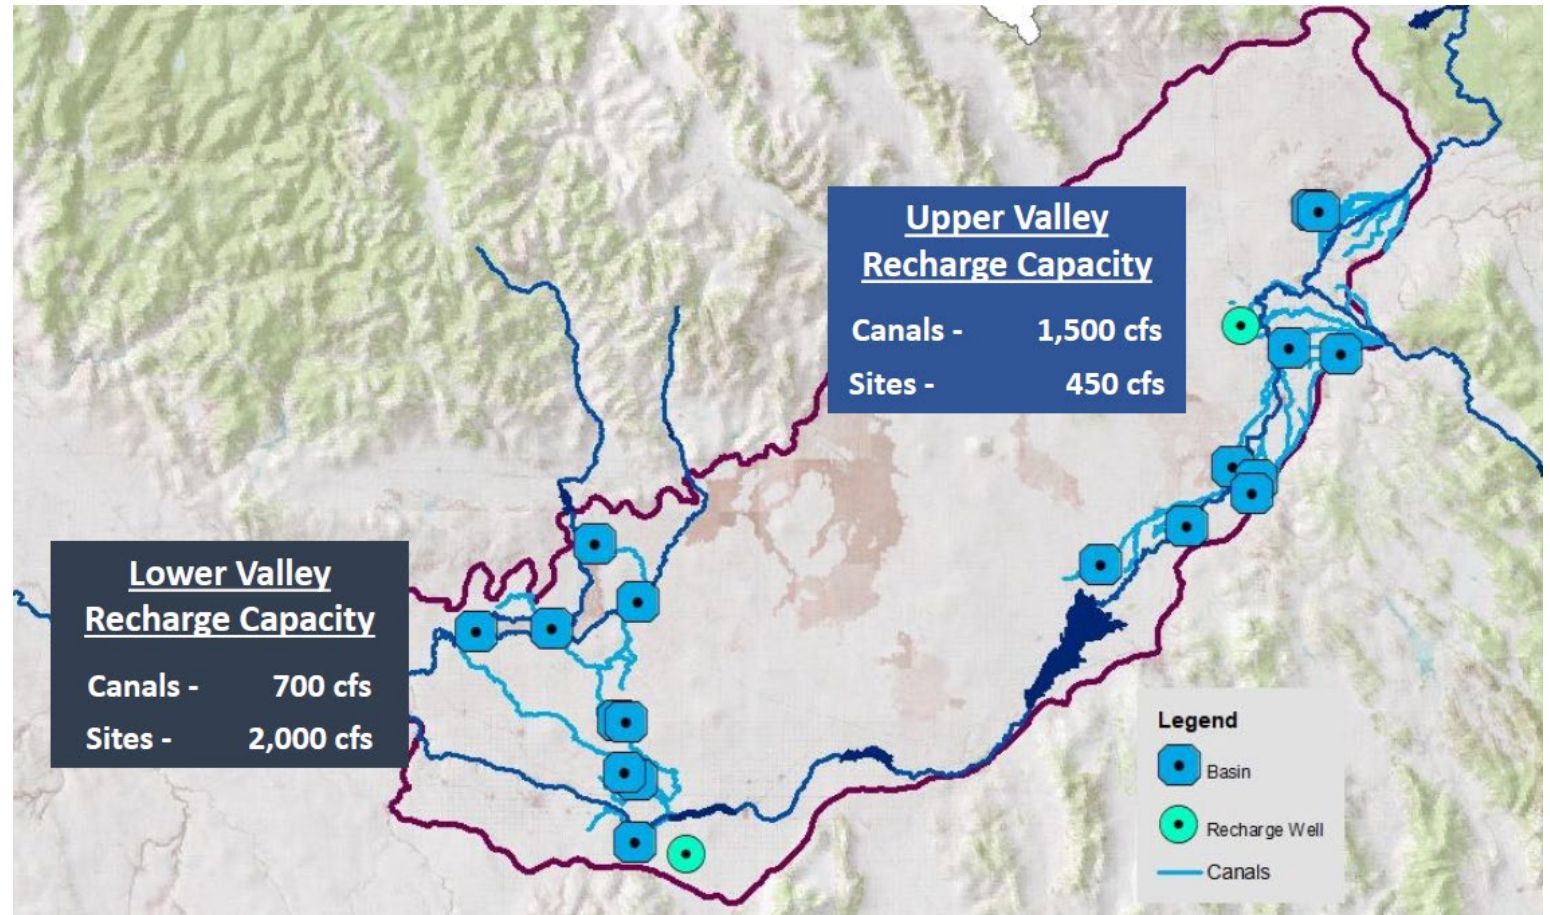 Upper Valley
Recharge Capacity
Canals - 1,500 cfs
Sites - 450 cfs
Lower Valley
Recharge Capacity
Canals - 700 cfs
Sites - 2,000 cfs
Legend
Basin
Recharge Well
Canals